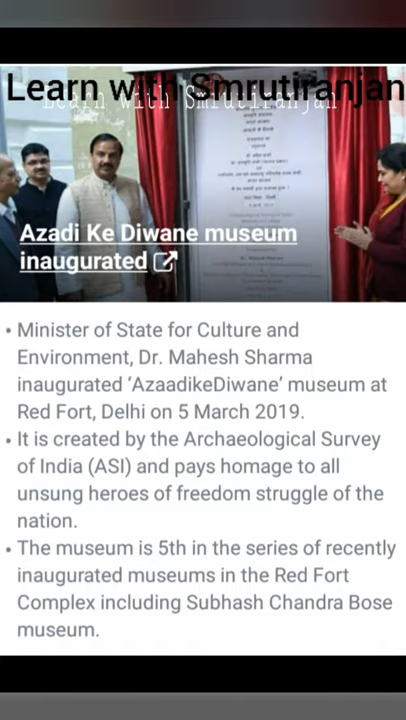 Learn with Smrutiranjan
Learn with Smrutiranjan
Azadi Ke Diwane museum
inaugurated
• Minister of State for Culture and
Environment, Dr. Mahesh Sharma
inaugurated ‘AzaadikeDiwane’ museum at
Red Fort, Delhi on 5 March 2019.
• It is created by the Archaeological Survey
of India (ASI) and pays homage to all
unsung heroes of freedom struggle of the
nation.
• The museum is 5th in the series of recently
inaugurated museums in the Red Fort
Complex including Subhash Chandra Bose
museum.